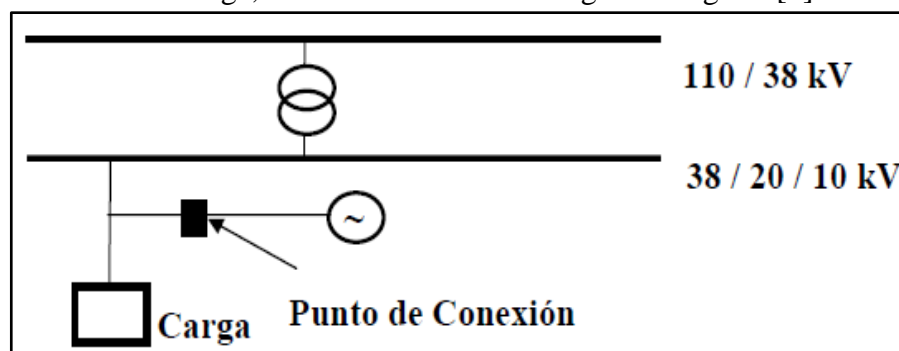 110 / 38 kV
38 / 20 / 10 kV
~
Carga
Punto de Conexión